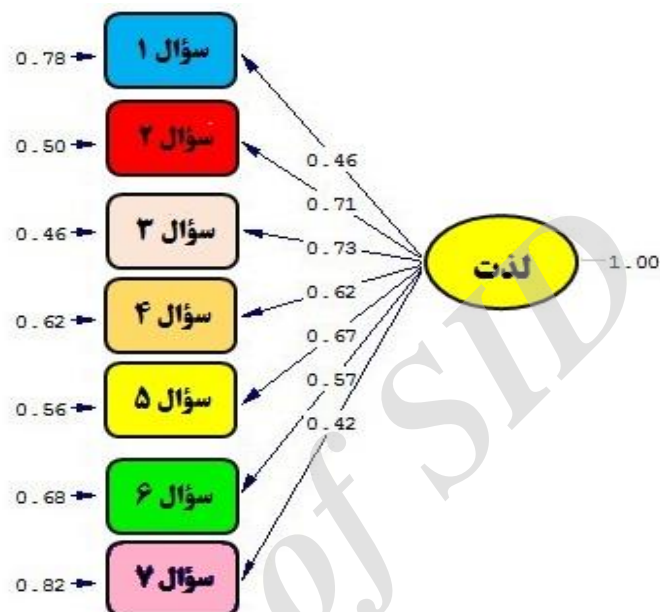 سؤال ۱
0.78
0.46
سؤال ۲
0.50
0.71
سؤال ۳
0.46
0.73
لذت
1.00
سؤال ۴
0.62
0.62
سؤال ۵
0.56
0.67
سؤال ۶
0.68
0.57
سؤال ۷
0.82
0.42
of SID